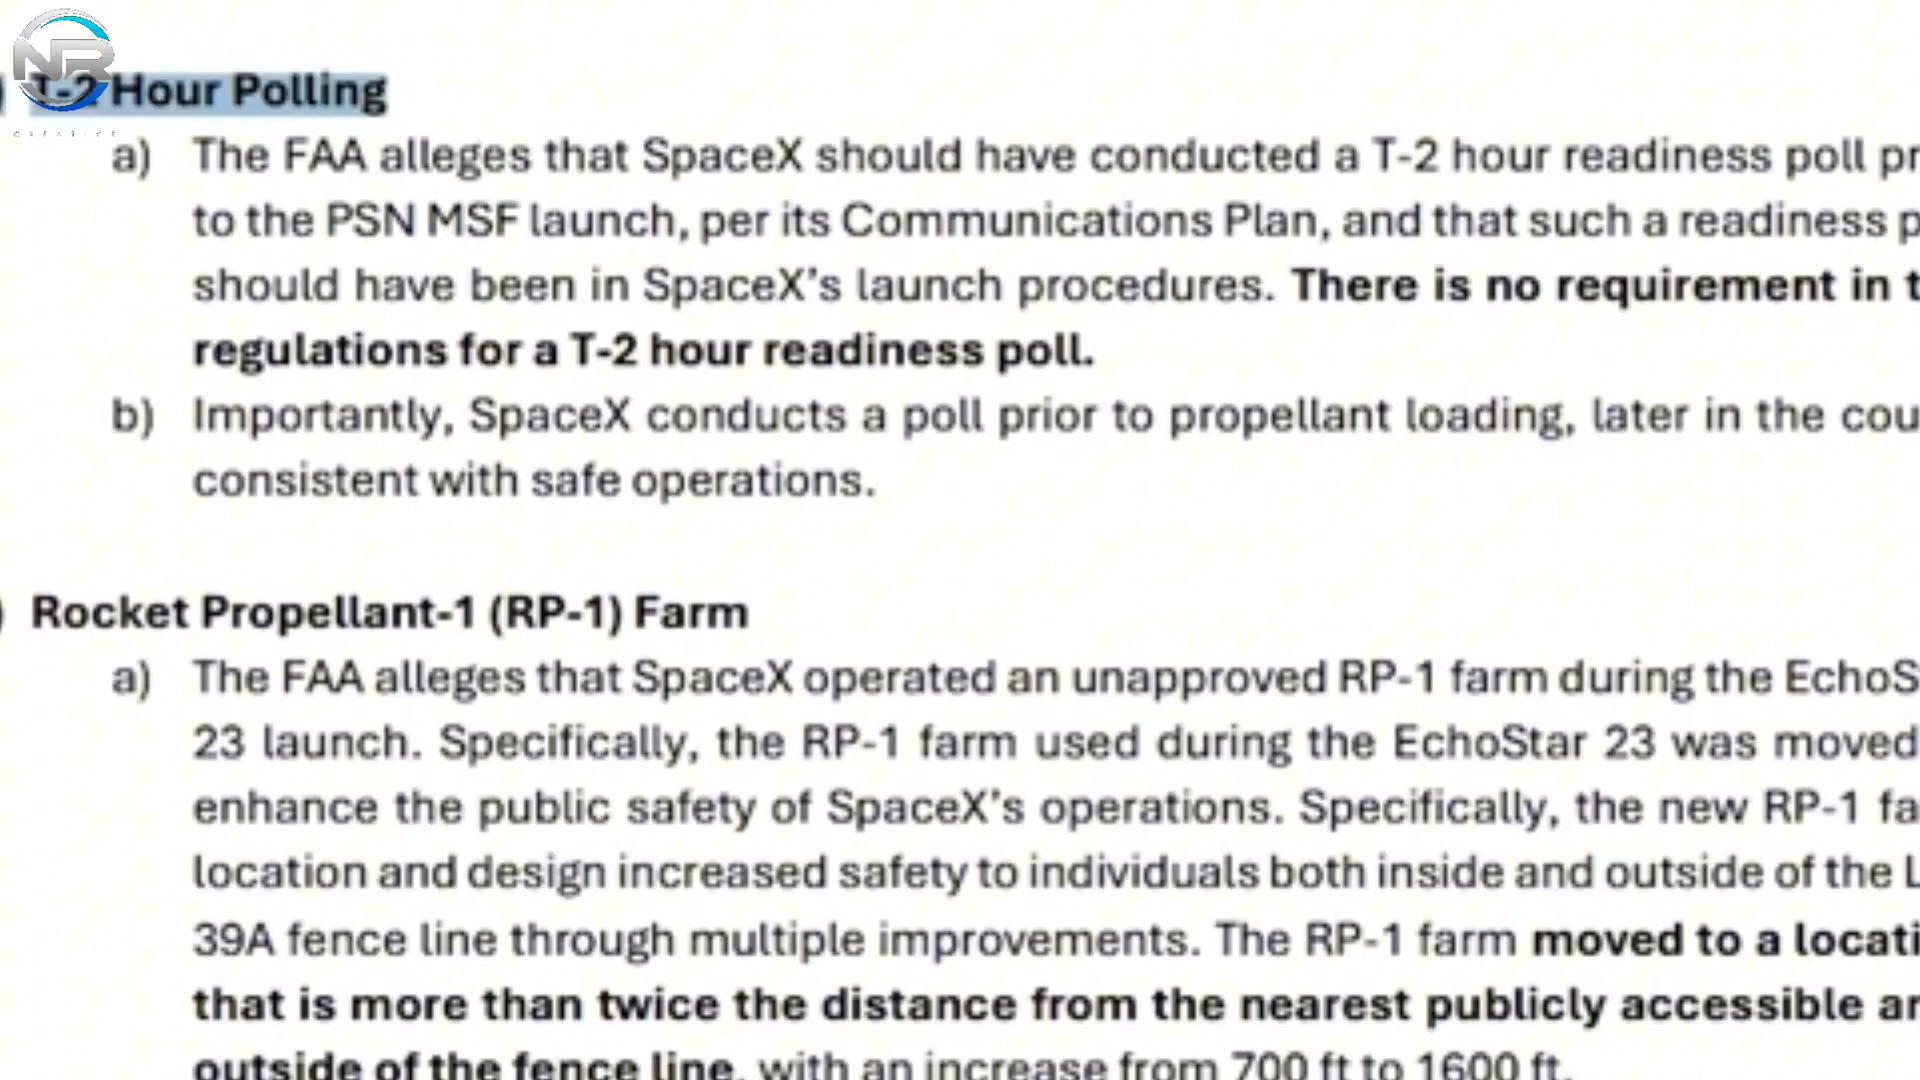 NR
CREATIVE
) T-2 Hour Polling
a) The FAA alleges that SpaceX should have conducted a T-2 hour readiness poll pr
to the PSN MSF launch, per its Communications Plan, and that such a readiness p
should have been in SpaceX’s launch procedures. There is no requirement in t
regulations for a T-2 hour readiness poll.
b) Importantly, SpaceX conducts a poll prior to propellant loading, later in the cou
consistent with safe operations.
) Rocket Propellant-1 (RP-1) Farm
a) The FAA alleges that SpaceX operated an unapproved RP-1 farm during the EchoS
23 launch. Specifically, the RP-1 farm used during the EchoStar 23 was moved
enhance the public safety of SpaceX’s operations. Specifically, the new RP-1 fa
location and design increased safety to individuals both inside and outside of the L
39A fence line through multiple improvements. The RP-1 farm moved to a locati
that is more than twice the distance from the nearest publicly accessible ar
outside of the fence line, with an increase from 700 ft to 1600 ft.